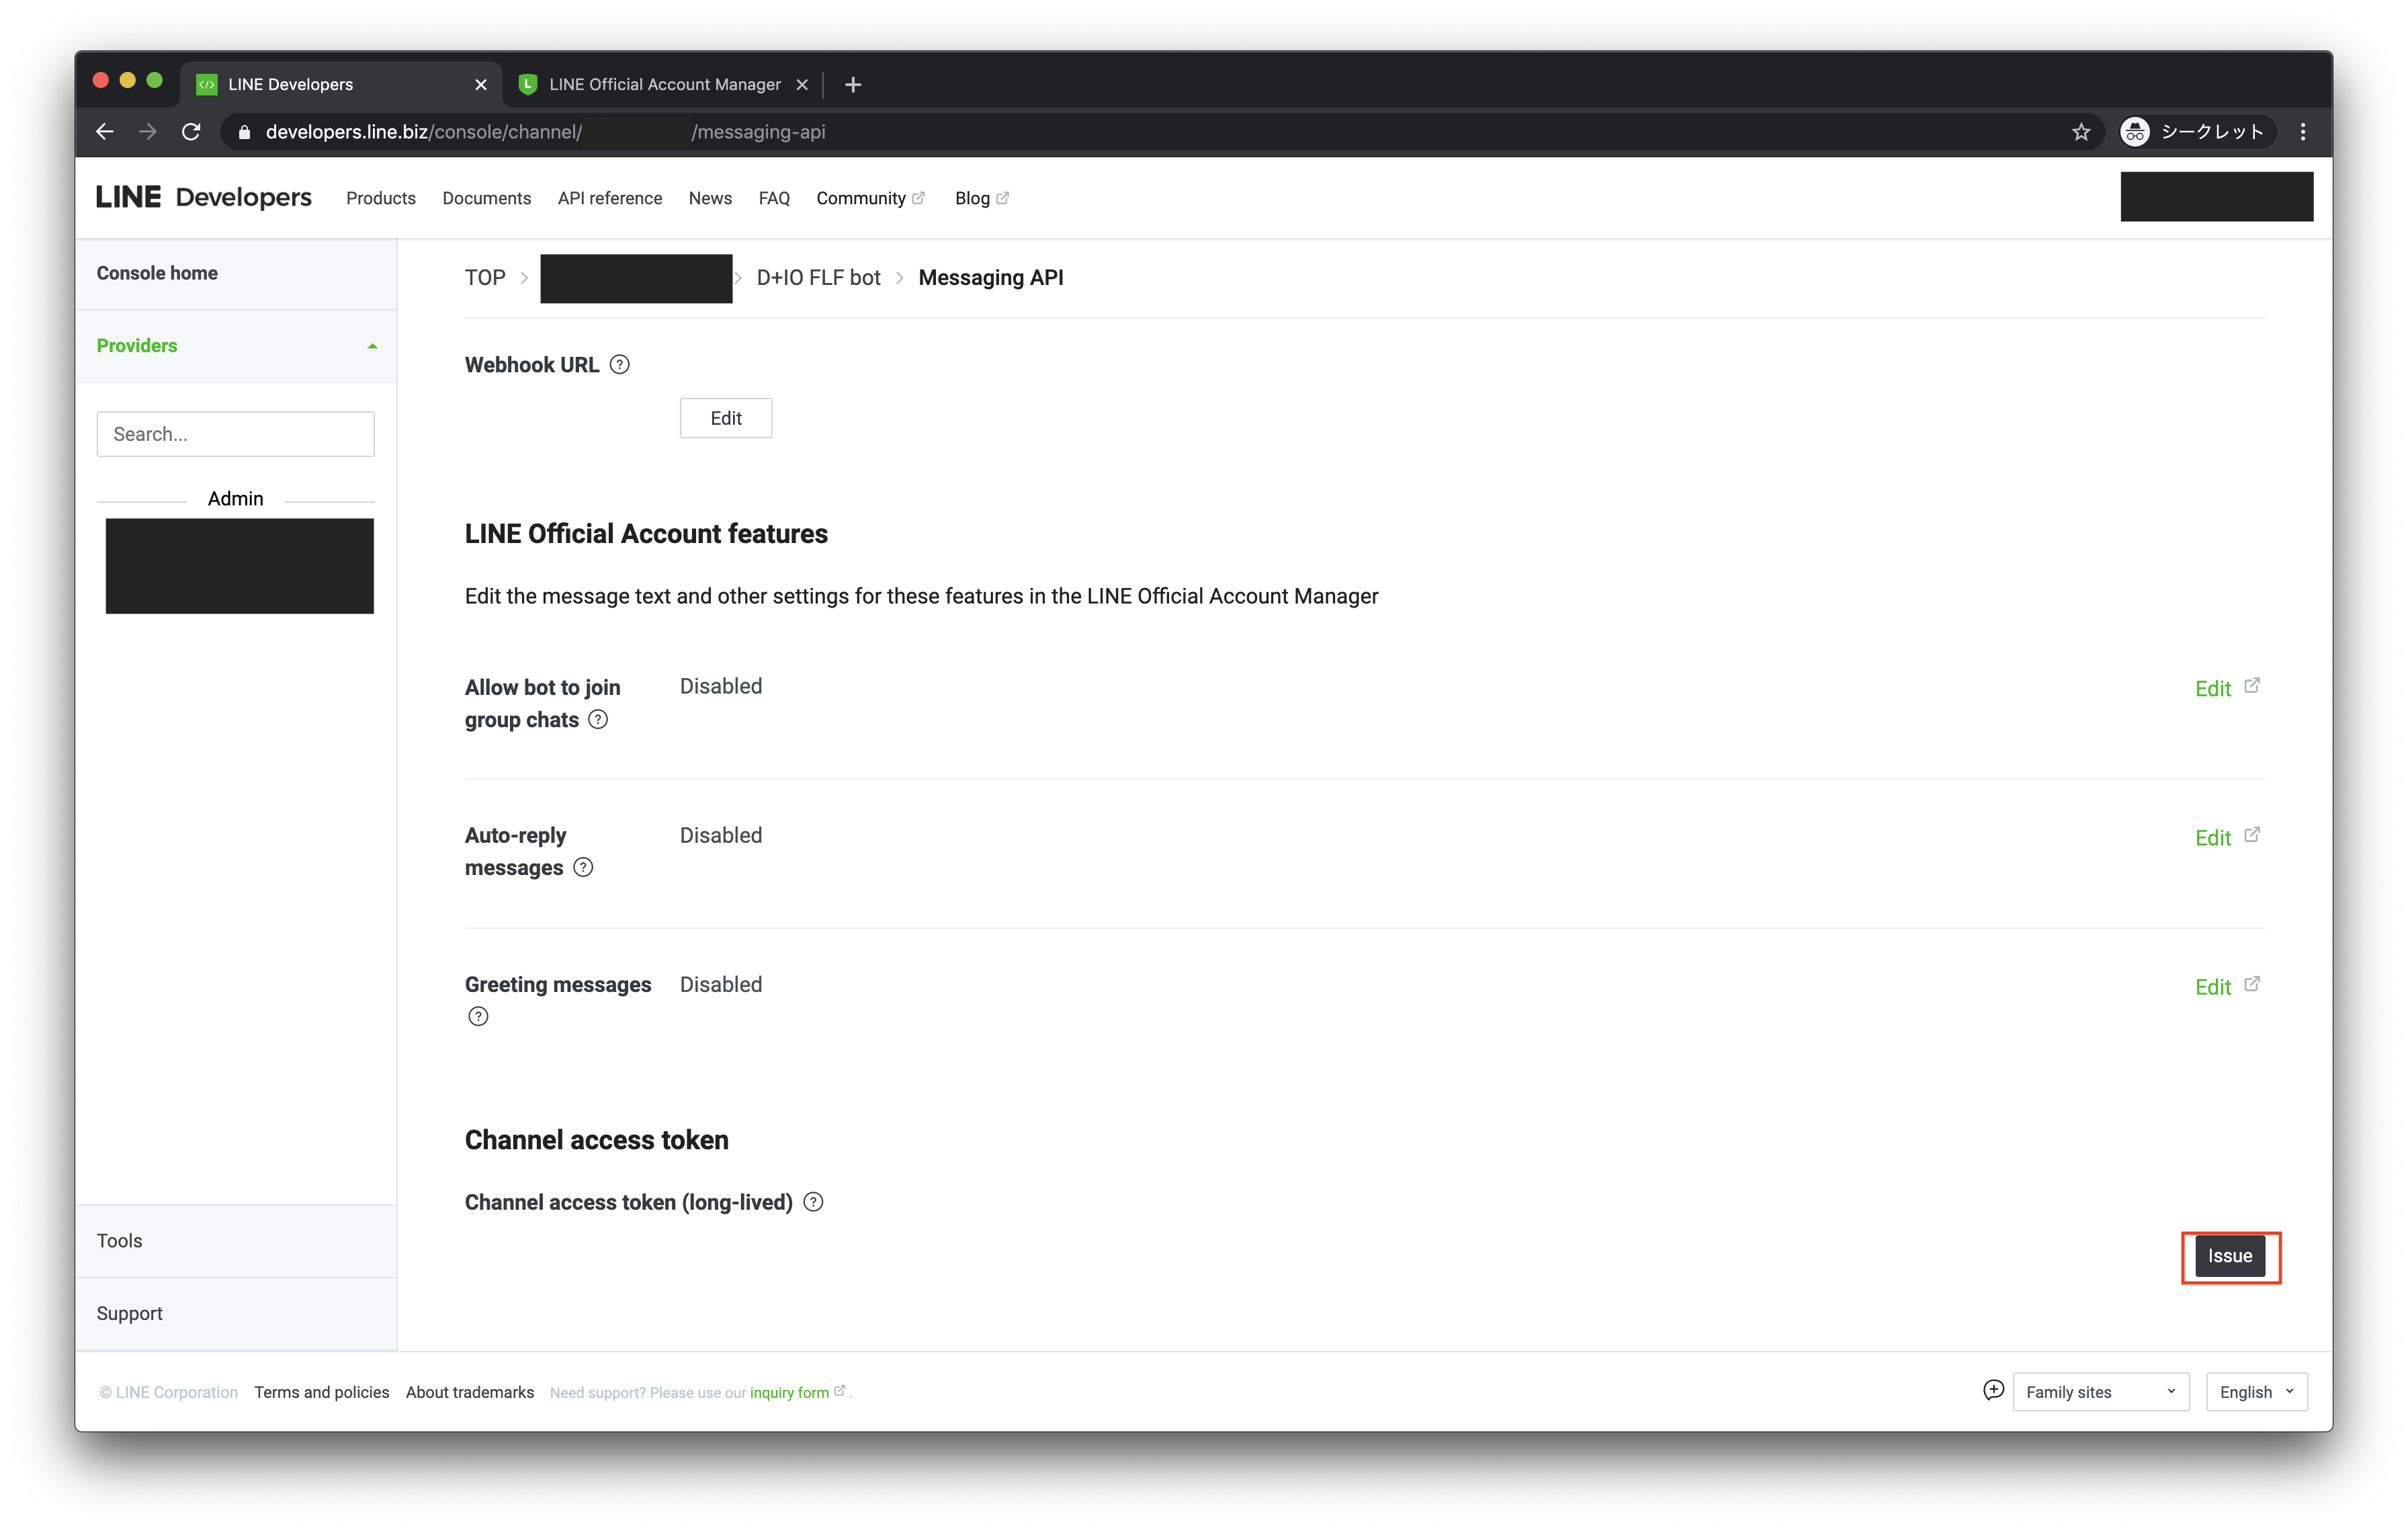 LINE Developers
LINE Official Account Manager
developers.line.biz/console/channel/ /messaging-api
シークレット
LINE Developers
Products
Documents
API reference
News
FAQ
Community
Blog
Console home
Providers
Search...
Admin
Tools
Support
TOP > > D+IO FLF bot > Messaging API
Webhook URL
Edit
LINE Official Account features
Edit the message text and other settings for these features in the LINE Official Account Manager
Allow bot to join
group chats
Disabled
Edit
Auto-reply
messages
Disabled
Edit
Greeting messages
Disabled
Edit
Channel access token
Channel access token (long-lived)
Issue
© LINE Corporation
Terms and policies
About trademarks
Need support? Please use our inquiry form .
Family sites
English